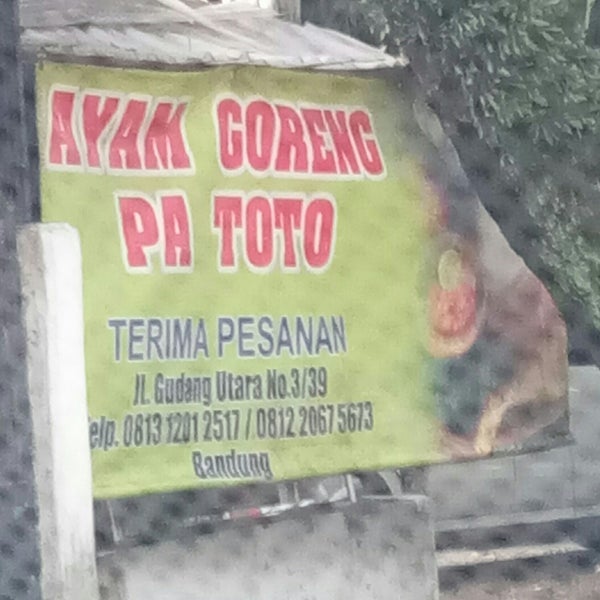 AYAM GORENG
PA TOTO
TERIMA PESANAN
Jl. Gudang Utara No.3/39
elp. 0813 1201 2517 / 0812 2067 5673
Bandung